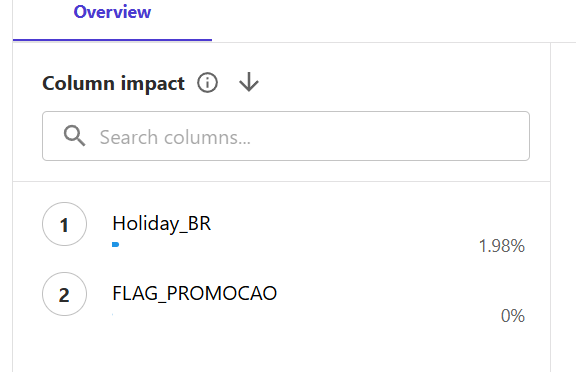 Overview
Column impact
Search columns...
1
Holiday_BR
1.98%
2
FLAG_PROMOCAO
0%